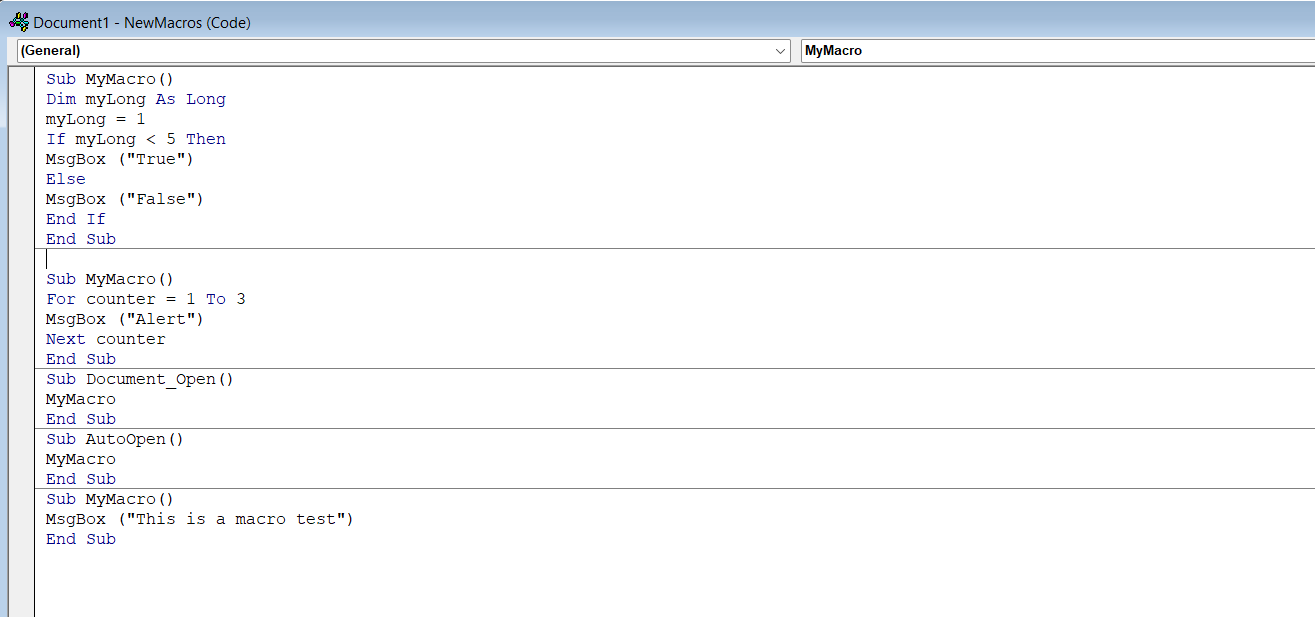 Document1 - NewMacros (Code)
(General)
MyMacro
Sub MyMacro()
Dim myLong As Long
myLong = 1
If myLong < 5 Then
MsgBox ("True")
Else
MsgBox ("False")
End If
End Sub
Sub MyMacro()
For counter = 1 To 3
MsgBox ("Alert")
Next counter
End Sub
Sub Document_Open()
MyMacro
End Sub
Sub AutoOpen()
MyMacro
End Sub
Sub MyMacro()
MsgBox ("This is a macro test")
End Sub